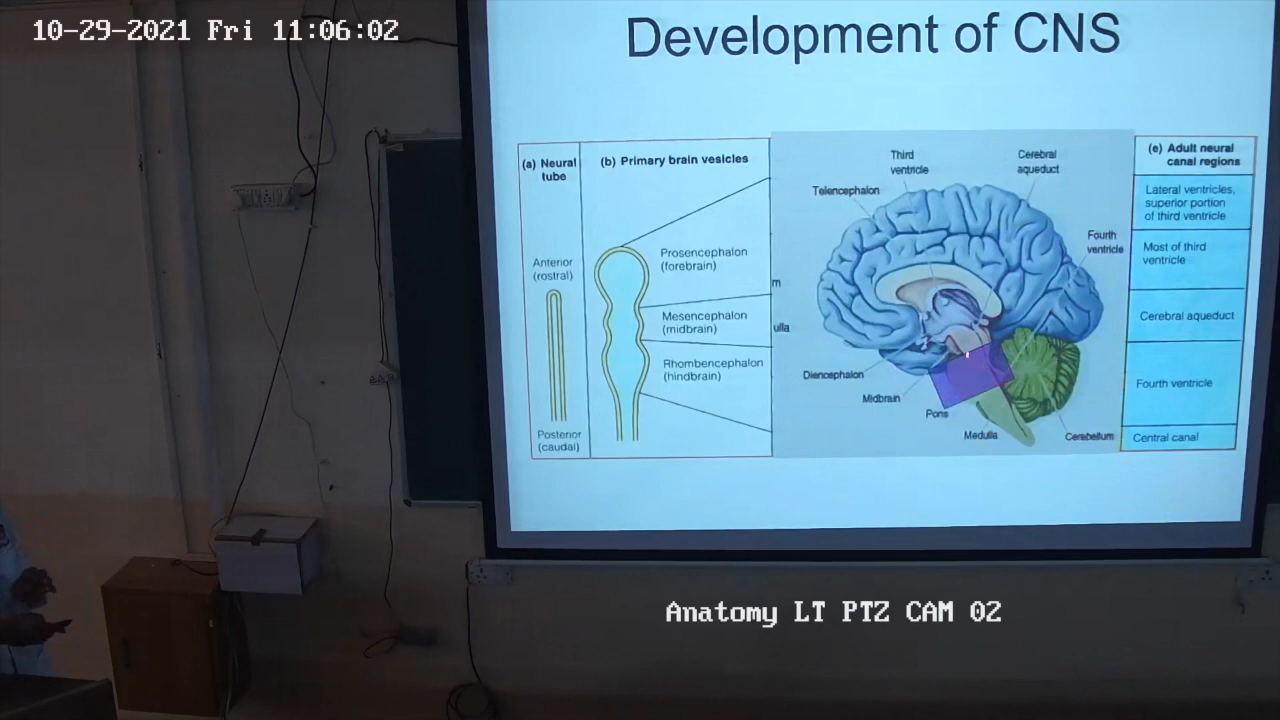 10-29-2021 Fri 11:06:02
Development of CNS
(a) Neural
tube
Anterior
(rostral)
Posterior
(caudal)
(b) Primary brain vesicles
Prosencephalon
(forebrain)
Mesencephalon
(midbrain)
Rhombencephalon
(hindbrain)
m
ulla
Third
ventricle
Cerebral
aqueduct
Telencephalon
Fourth
ventricle
Diencephalon
Midbrain
Pons
Medulla
Cerebellum
(e) Adult neural
canal regions
Lateral ventricles,
superior portion
of third ventricle
Most of third
ventricle
Cerebral aqueduct
Fourth ventricle
Central canal
Anatomy LT PTZ CAM 02